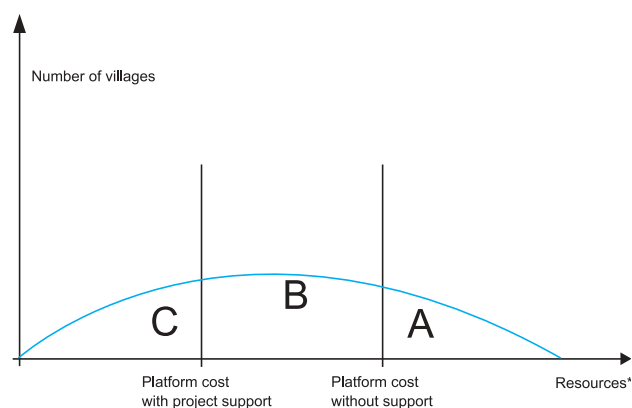 Number of villages
C
B
A
Platform cost
with project support
Platform cost
without support
Resources*